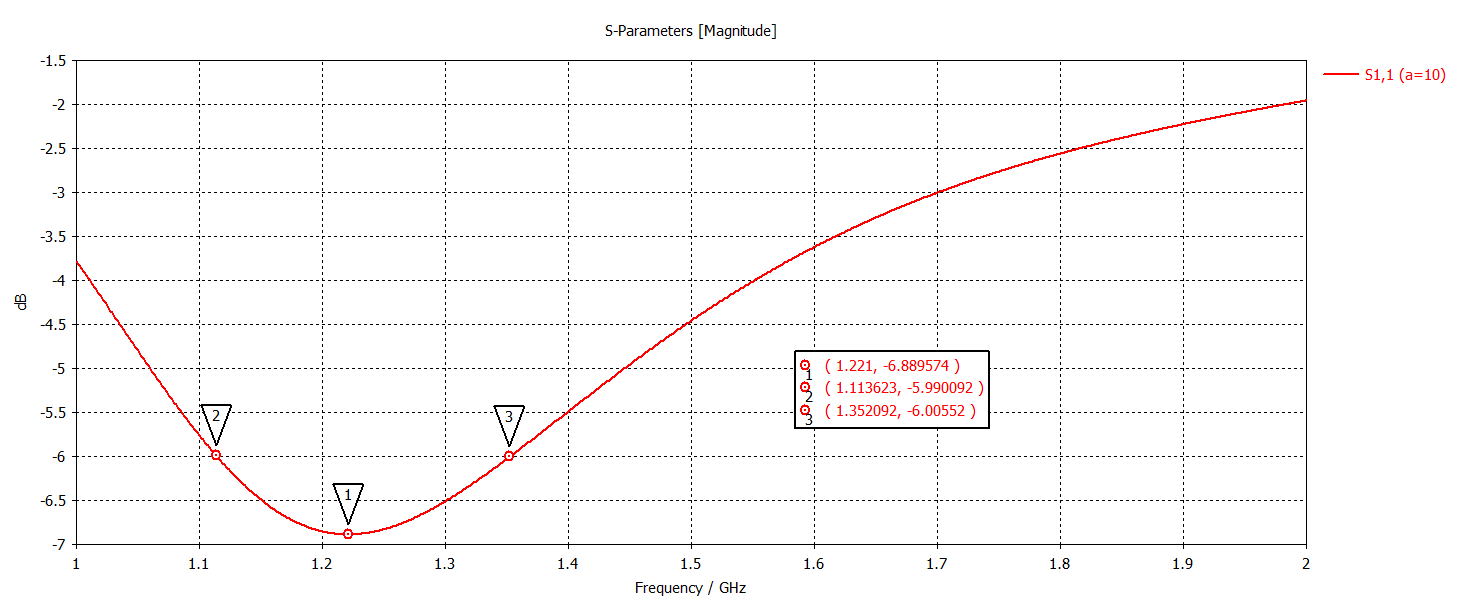 S-Parameters [Magnitude]
-1.5
-2
-2.5
-3
-3.5
-4
-4.5
-5
-5.5
-6
-6.5
-7
dB
S1,1 (a=10)
2
3
1
1 ( 1.221, -6.889574 )
2 ( 1.113623, -5.990092 )
3 ( 1.352092, -6.00552 )
1 1.1 1.2 1.3 1.4 1.5 1.6 1.7 1.8 1.9 2
Frequency / GHz